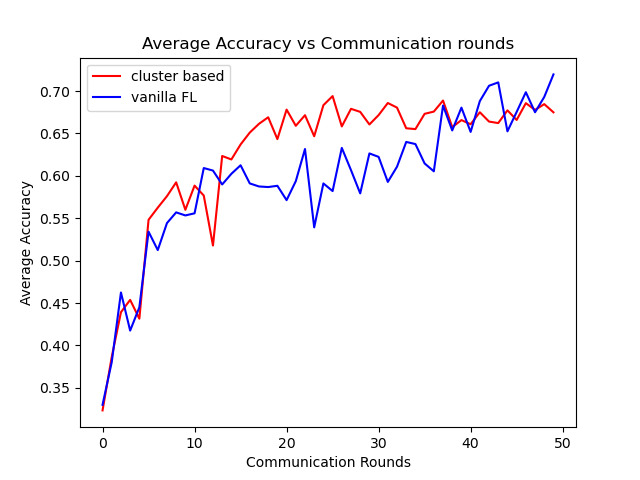 Average Accuracy vs Communication rounds
cluster based
vanilla FL
Average Accuracy
0.70
0.65
0.60
0.55
0.50
0.45
0.40
0.35
0 10 20 30 40 50
Communication Rounds